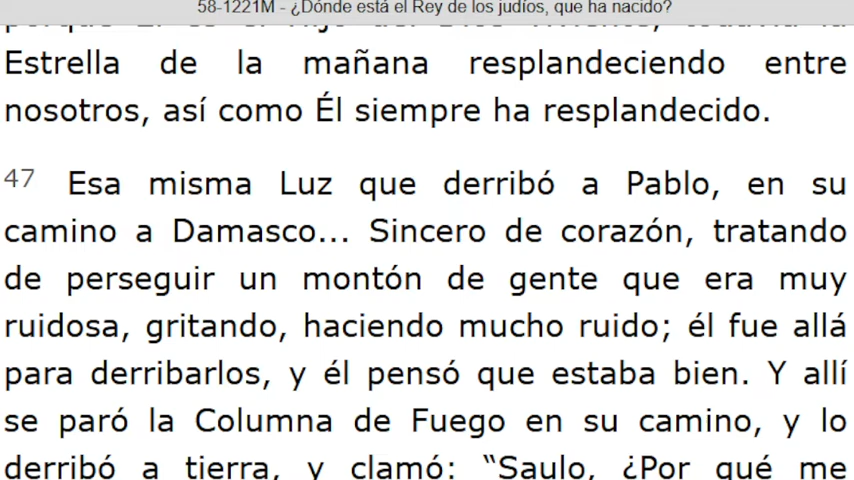 58-1221M - ¿Dónde está el Rey de los judíos, que ha nacido?
Estrella de la mañana resplandeciendo entre
nosotros, así como Él siempre ha resplandecido.
47 Esa misma Luz que derribó a Pablo, en su
camino a Damasco... Sincero de corazón, tratando
de perseguir un montón de gente que era muy
ruidosa, gritando, haciendo mucho ruido; él fue allá
para derribarlos, y él pensó que estaba bien. Y allí
se paró la Columna de Fuego en su camino, y lo
derribó a tierra, y clamó: “Saulo, ¿Por qué me